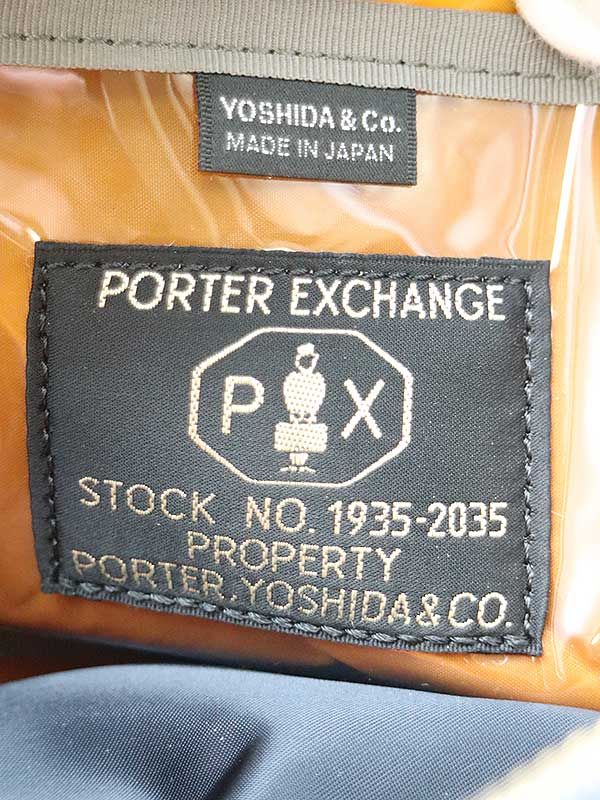 YOSHIDA & Co.
MADE IN JAPAN
PORTER EXCHANGE
P X
STOCK NO. 1935-2035
PROPERTY
PORTER.YOSHIDA&CO.